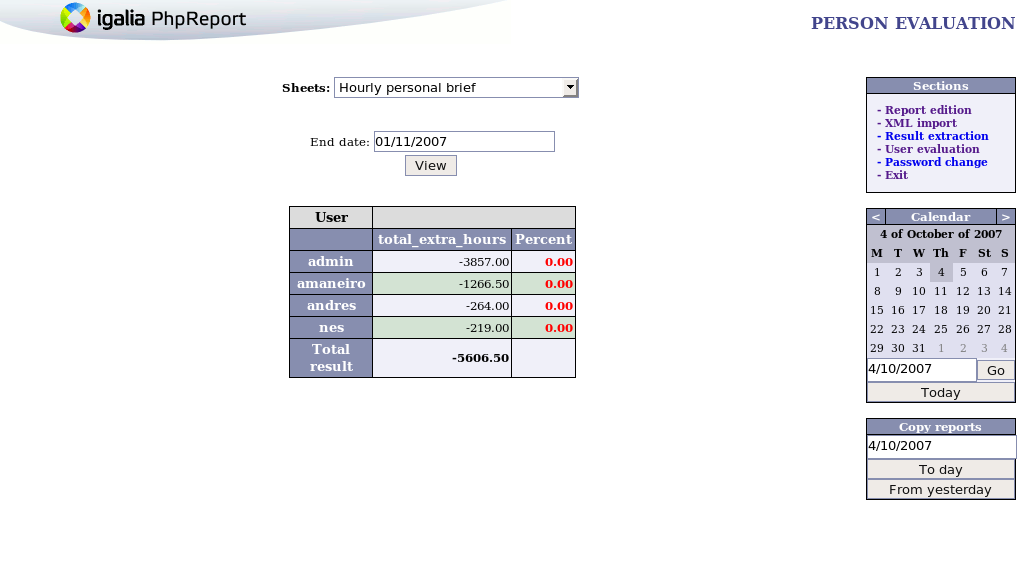 igalia PhpReport
PERSON EVALUATION
Sheets: Hourly personal brief
End date: 01/11/2007
View
User
total_extra_hours Percent
admin -3857.00 0.00
amaneiro -1266.50 0.00
andres -264.00 0.00
nes -219.00 0.00
Total
result -5606.50
Sections
- Report edition
- XML import
- Result extraction
- User evaluation
- Password change
- Exit
< Calendar >
4 of October of 2007
M T W Th F St S
1 2 3 4 5 6 7
8 9 10 11 12 13 14
15 16 17 18 19 20 21
22 23 24 25 26 27 28
29 30 31 1 2 3 4
4/10/2007 Go
Today
Copy reports
4/10/2007
To day
From yesterday